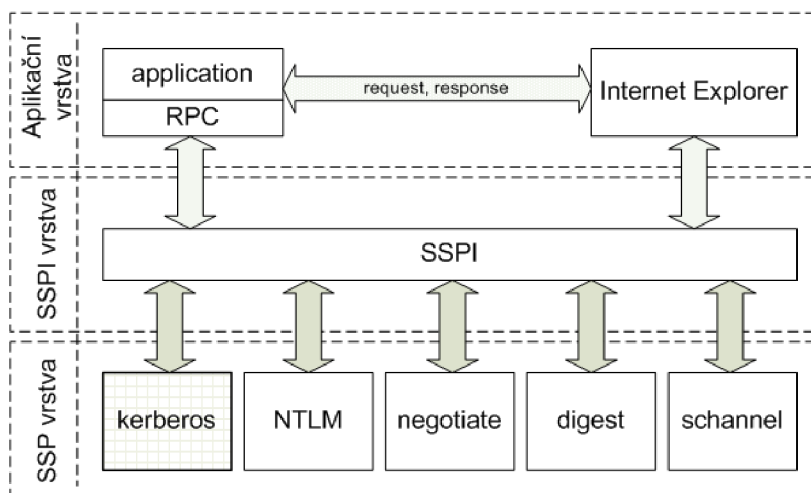 Aplikační
vrstva
application
RPC
request, response
Internet Explorer
SSPI vrstva
SSPI
SSP vrstva
kerberos
NTLM
negotiate
digest
schannel